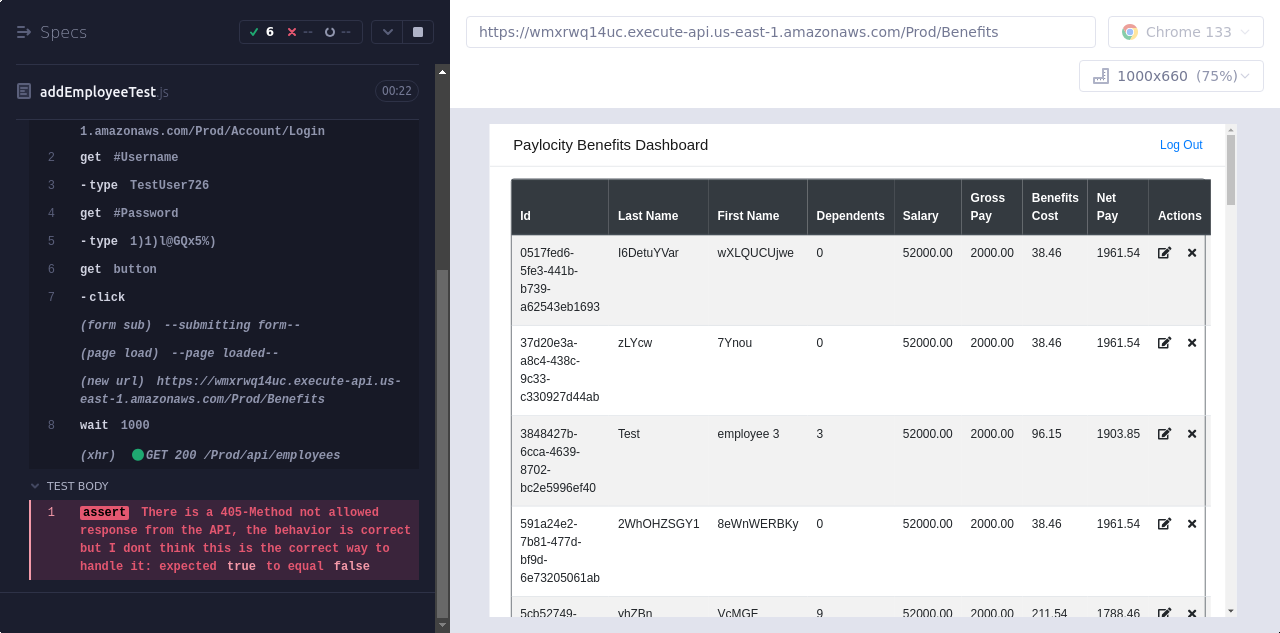 Specs
6 -- --
addEmployeeTest.js
00:22
1.amazonaws.com/Prod/Account/Login
2 get #Username
3 -type TestUser726
4 get #Password
5 -type 1)1)l@GQx5%)
6 get button
7 -click
(form sub) --submitting form--
(page load) --page loaded--
(new url) https://wmxrwq14uc.execute-api.us-
east-1.amazonaws.com/Prod/Benefits
8 wait 1000
(xhr) GET 200 /Prod/api/employees
TEST BODY
1 assert There is a 405-Method not allowed
response from the API, the behavior is correct
but I dont think this is the correct way to
handle it: expected true to equal false
https://wmxrwq14uc.execute-api.us-east-1.amazonaws.com/Prod/Benefits
Chrome 133
1000x660 (75%)
Paylocity Benefits Dashboard
Log Out
Id Last Name First Name Dependents Salary Gross Pay Benefits Cost Net Pay Actions
0517fed6- I6DetuYVar wXLQUCUjwe 0 52000.00 2000.00 38.46 1961.54
5fe3-441b-
b739-
a62543eb1693
37d20e3a- zLYcw 7Ynou 0 52000.00 2000.00 38.46 1961.54
a8c4-438c-
9c33-
c330927d44ab
3848427b- Test employee 3 3 52000.00 2000.00 96.15 1903.85
6cca-4639-
8702-
bc2e5996ef40
591a24e2- 2WhOHZSGY1 8eWnWERBKy 0 52000.00 2000.00 38.46 1961.54
7b81-477d-
bf9d-
6e73205061ab
5cb52749- vhZBn VcMGF 9 52000.00 2000.00 211.54 1788.46